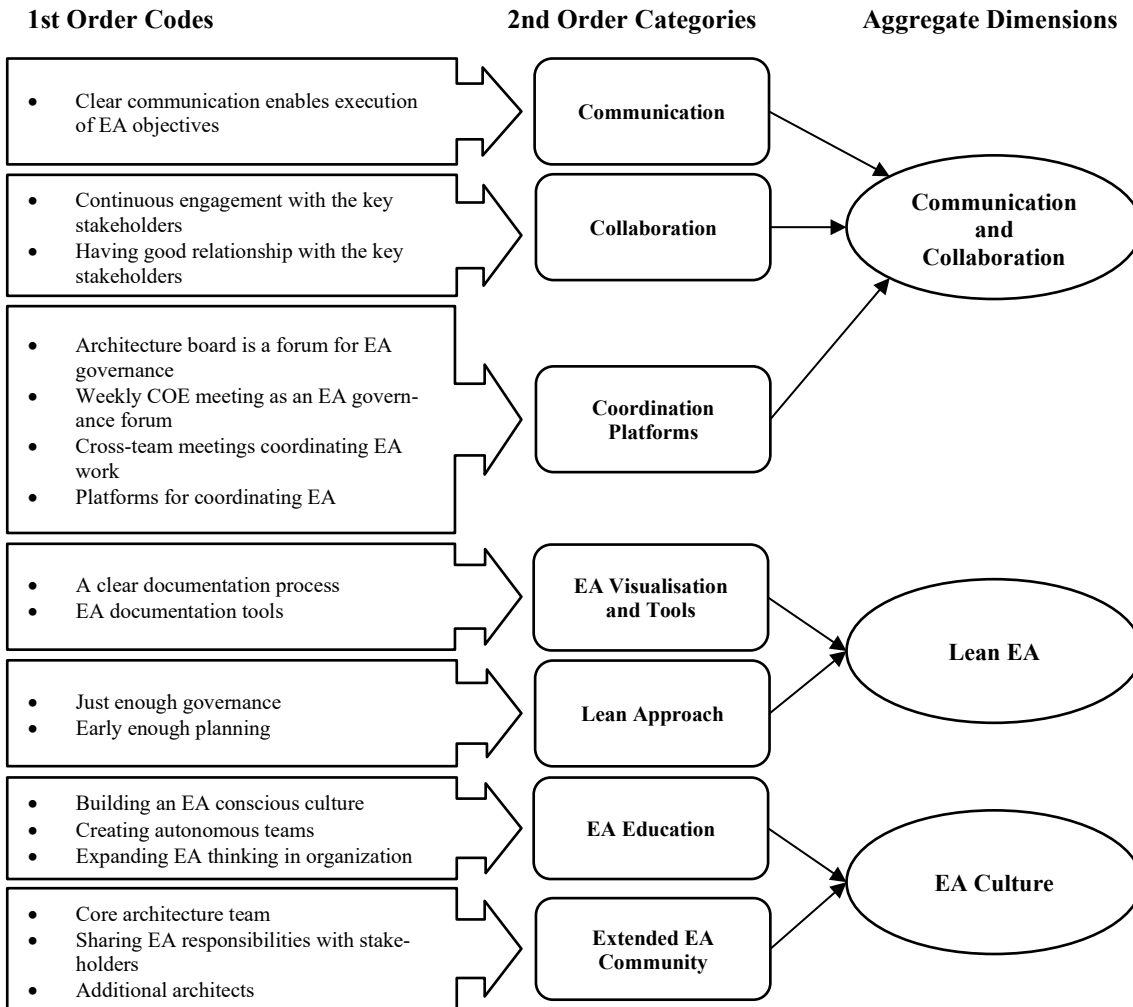 1st Order Codes
2nd Order Categories
Aggregate Dimensions
• Clear communication enables execution
of EA objectives
Communication
• Continuous engagement with the key
stakeholders
• Having good relationship with the key
stakeholders
Collaboration
Communication
and
Collaboration
• Architecture board is a forum for EA
governance
• Weekly COE meeting as an EA govern-
ance forum
• Cross-team meetings coordinating EA
work
• Platforms for coordinating EA
Coordination
Platforms
• A clear documentation process
• EA documentation tools
EA Visualisation
and Tools
Lean EA
• Just enough governance
• Early enough planning
Lean Approach
• Building an EA conscious culture
• Creating autonomous teams
• Expanding EA thinking in organization
EA Education
EA Culture
• Core architecture team
• Sharing EA responsibilities with stake-
holders
• Additional architects
Extended EA
Community